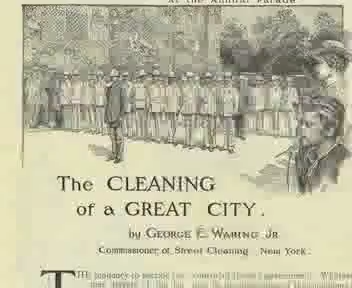 at the Annual Parade
The CLEANING
of a GREAT CITY.
by GEORGE E. WARING JR.
Commissioner of Street Cleaning New York.
THE